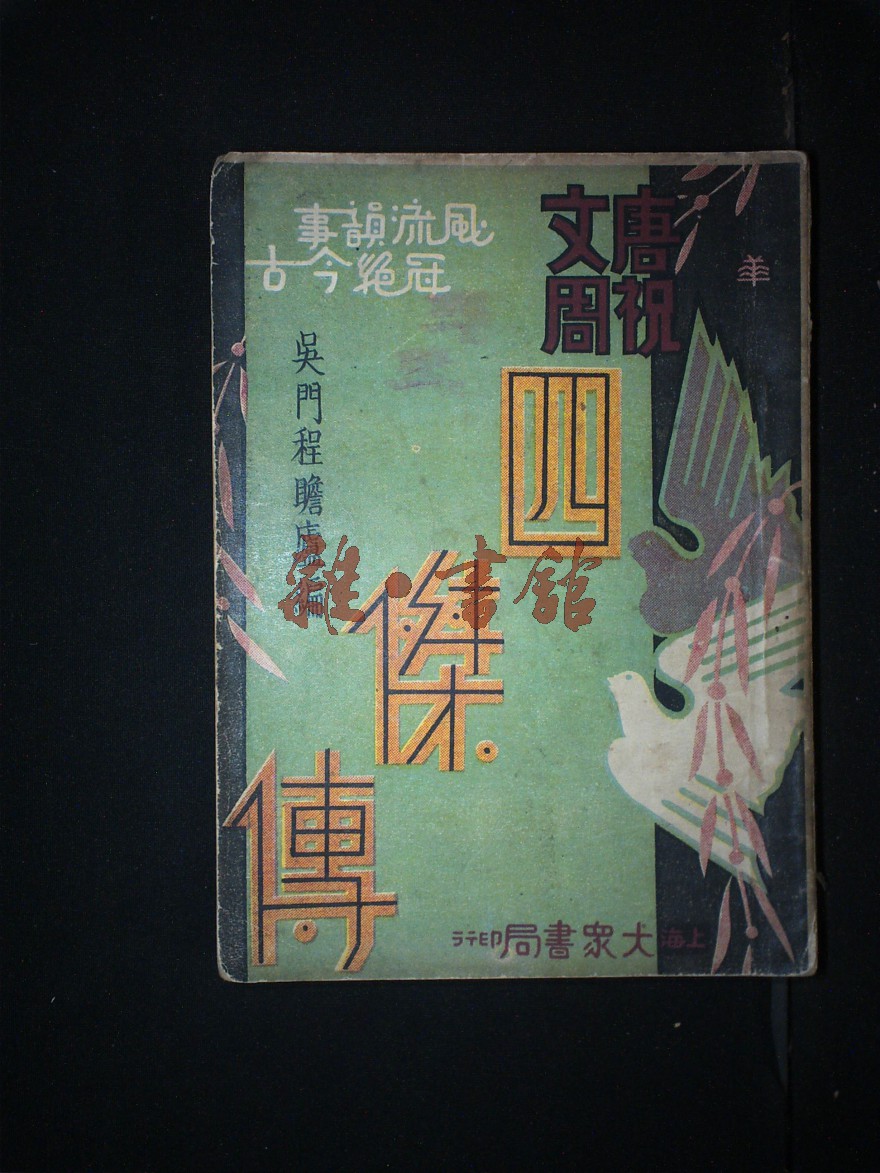 唐祝
文周
四傑傳
風流韻事
冠絕今古
吳門程瞻廬編
上海大眾書局印行
雜·書館